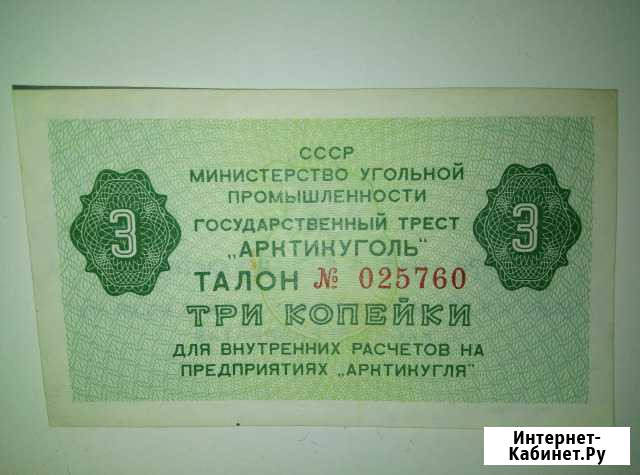 СССР
МИНИСТЕРСТВО УГОЛЬНОЙ
ПРОМЫШЛЕННОСТИ
ГОСУДАРСТВЕННЫЙ ТРЕСТ
„АРКТИКУГОЛЬ"
3
3
ТАЛОН № 025760
ТРИ КОПЕЙКИ
ДЛЯ ВНУТРЕННИХ РАСЧЕТОВ НА
ПРЕДПРИЯТИЯХ „АРКТИКУГЛЯ"
Интернет-
Кабинет.Ру